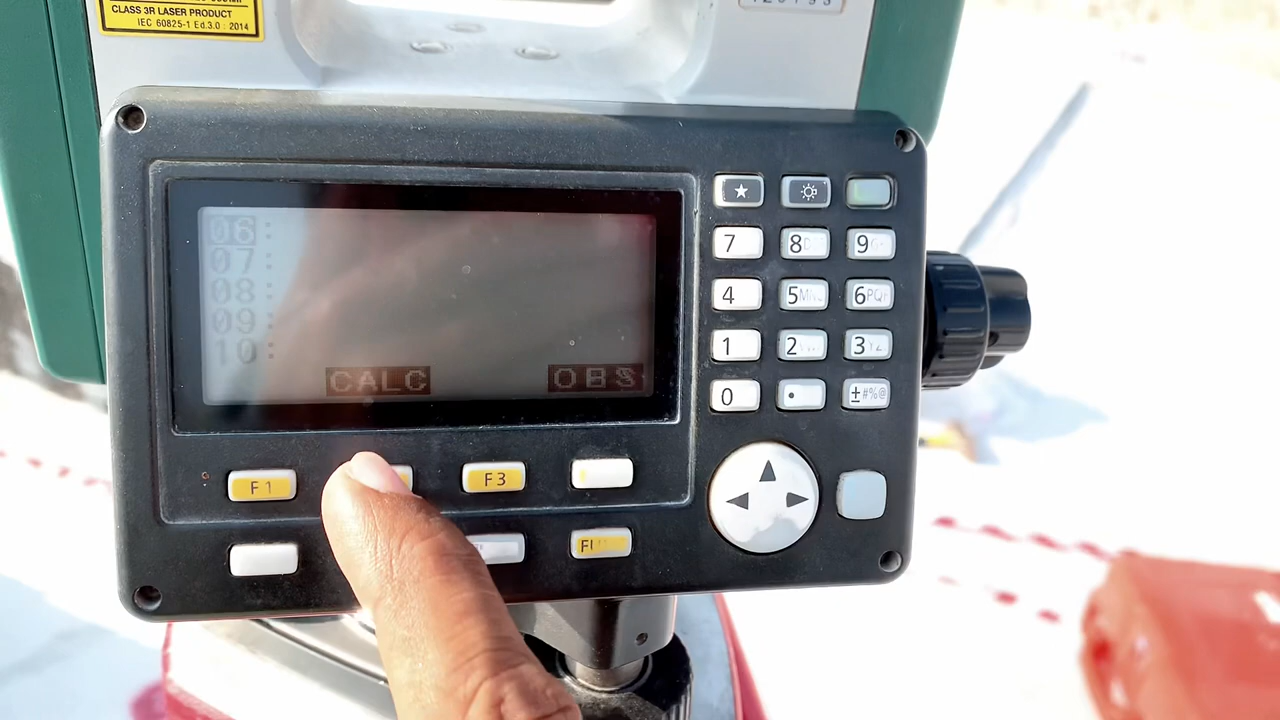 CLASS 3R LASER PRODUCT
IEC 60825-1 Ed.3.0 : 2014
06:
07:
08:
09:
10:
CALC OBS
★
7 8 9
4 5 6
1 2 3
0 . ±#%@
F1 F3